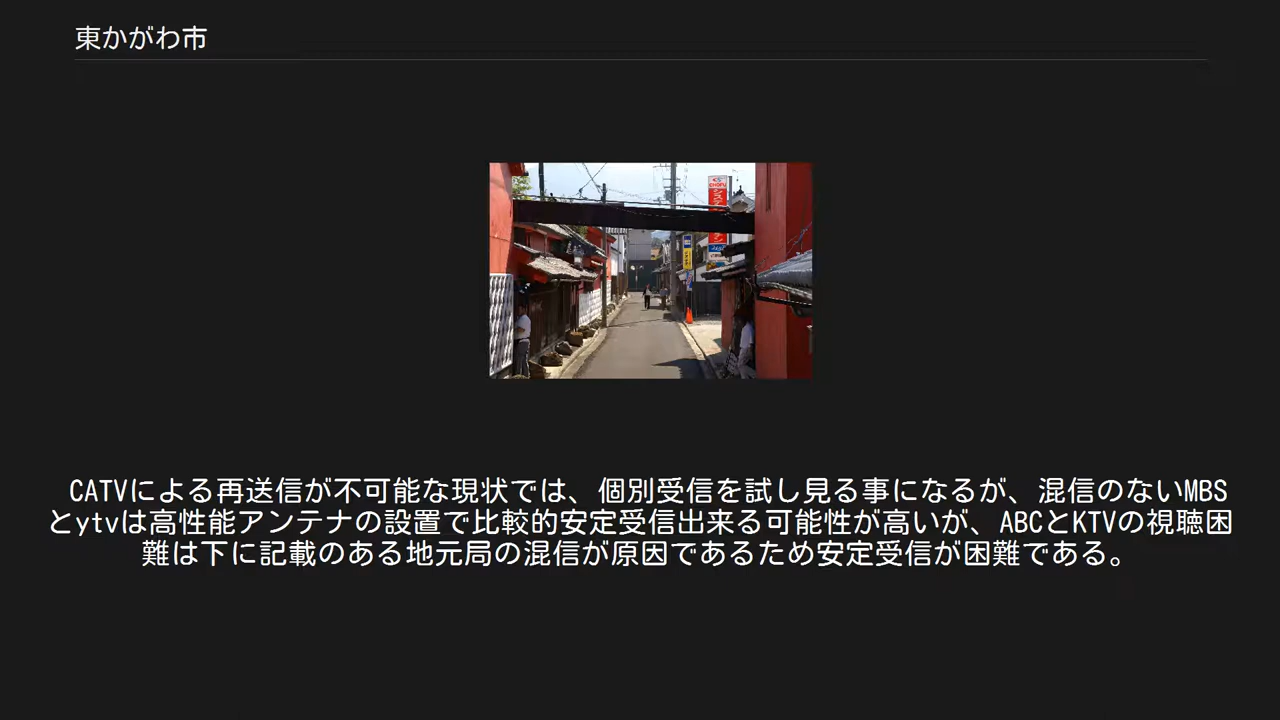 東かがわ市
CATVによる再送信が不可能な現状では、個別受信を試し見る事になるが、混信のないMBS
とytvは高性能アンテナの設置で比較的安定受信出来る可能性が高いが、ABCとKTVの視聴困
難は下に記載のある地元局の混信が原因であるため安定受信が困難である。